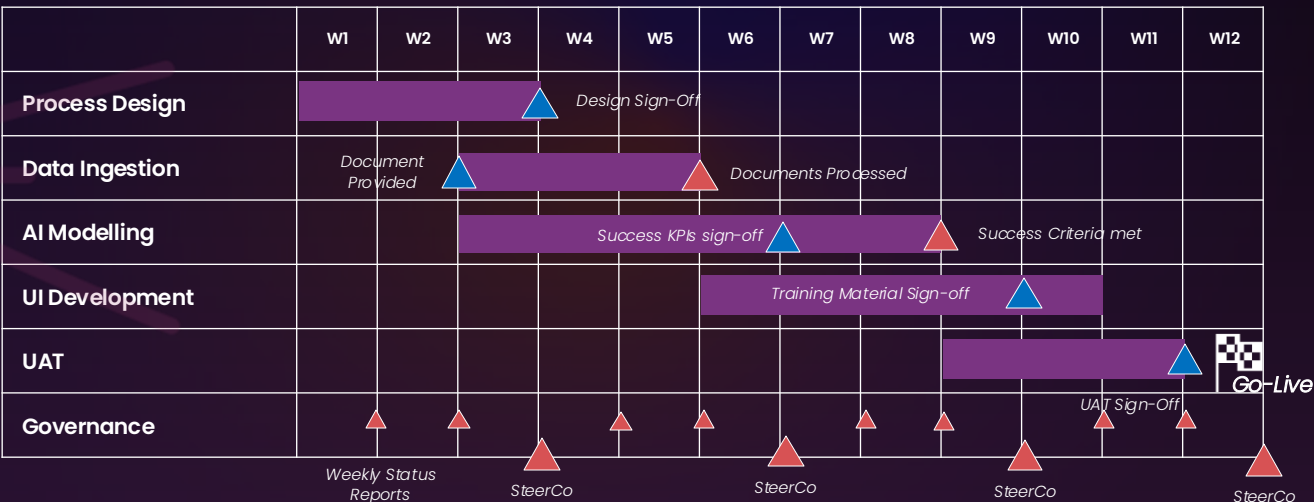 W1 W2 W3 W4 W5 W6 W7 W8 W9 W10 W11 W12
Process Design
Design Sign-Off
Data Ingestion
Document
Provided
Documents Processed
AI Modelling
Success KPIs sign-off
Success Criteria met
UI Development
Training Material Sign-off
UAT
Go-Live
UAT Sign-Off
Governance
Weekly Status
Reports
SteerCo
SteerCo
SteerCo
SteerCo